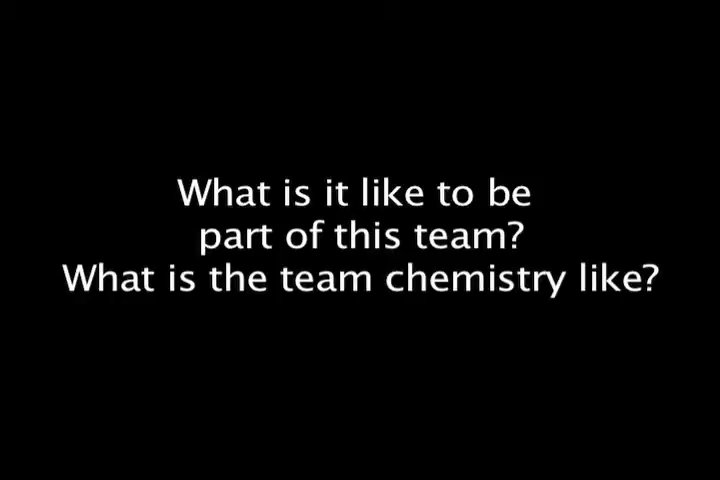 What is it like to be
part of this team?
What is the team chemistry like?